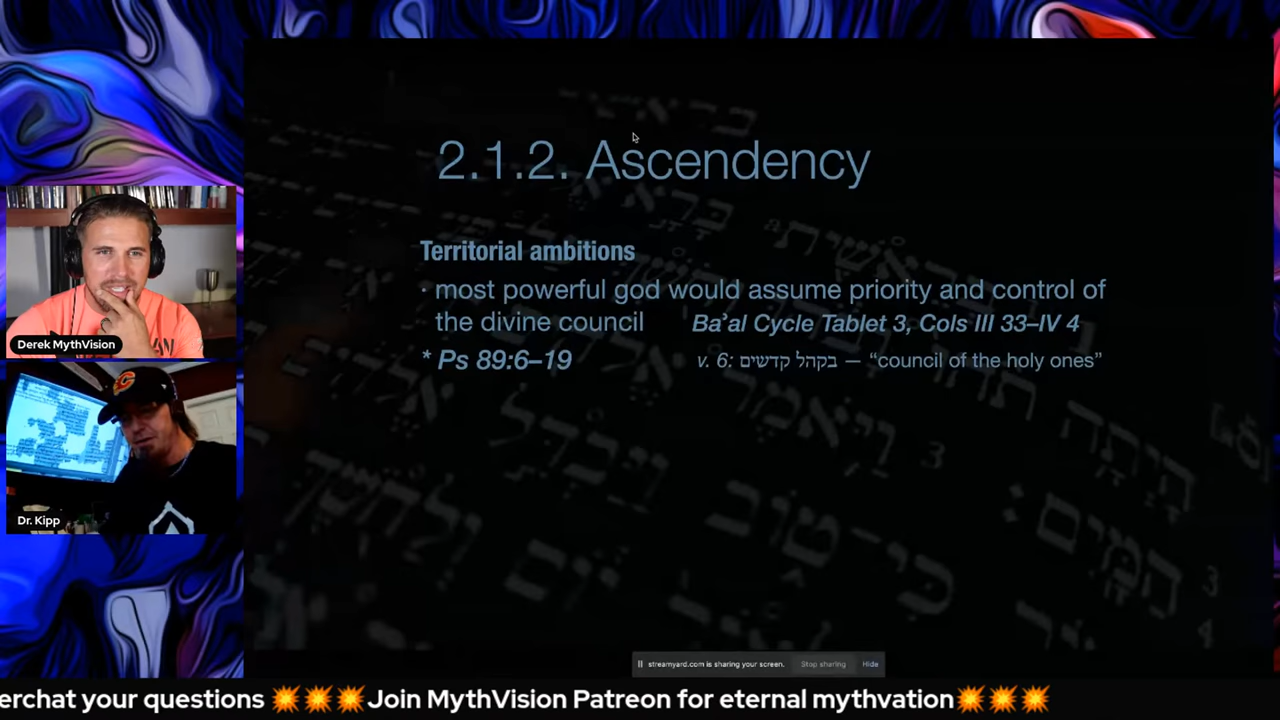 2.1.2. Ascendency
Territorial ambitions
· most powerful god would assume priority and control of
the divine council Baʾal Cycle Tablet 3, Cols III 33–IV 4
* Ps 89:6–19 v. 6: בקהל קדשים — “council of the holy ones”
Derek MythVision
Dr. Kipp
streamyard.com is sharing your screen. Stop sharing Hide
erchat your questions 💥💥💥Join MythVision Patreon for eternal mythvation💥💥💥